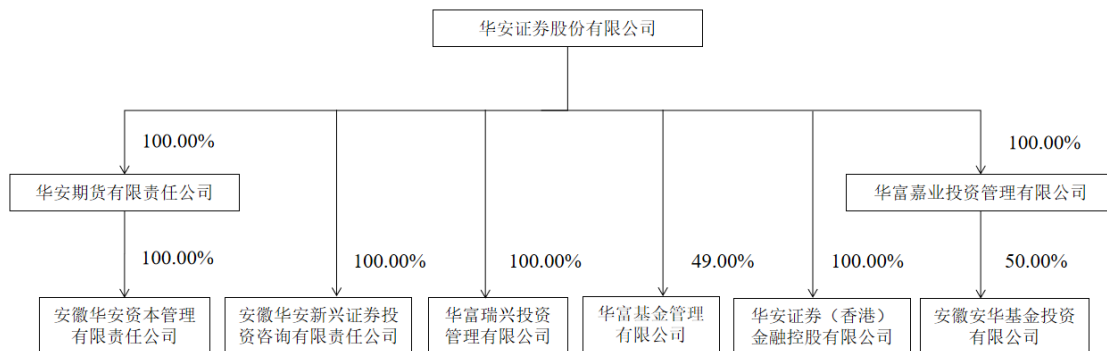 华安证券股份有限公司
100.00%
100.00%
华安期货有限责任公司
华富嘉业投资管理有限公司
100.00%
100.00%
100.00%
49.00%
100.00%
50.00%
安徽华安资本管理
有限责任公司
安徽华安新兴证券投
资咨询有限责任公司
华富瑞兴投资
管理有限公司
华富基金管理
有限公司
华安证券（香港）
金融控股有限公司
安徽安华基金投资
有限公司